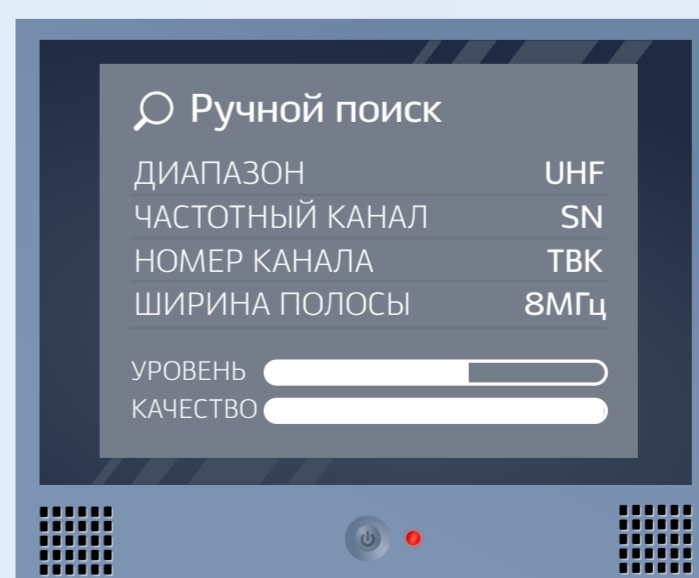 Ручной поиск
ДИАПАЗОН UHF
ЧАСТОТНЫЙ КАНАЛ SN
НОМЕР КАНАЛА ТВК
ШИРИНА ПОЛОСЫ 8МГц
УРОВЕНЬ
КАЧЕСТВО